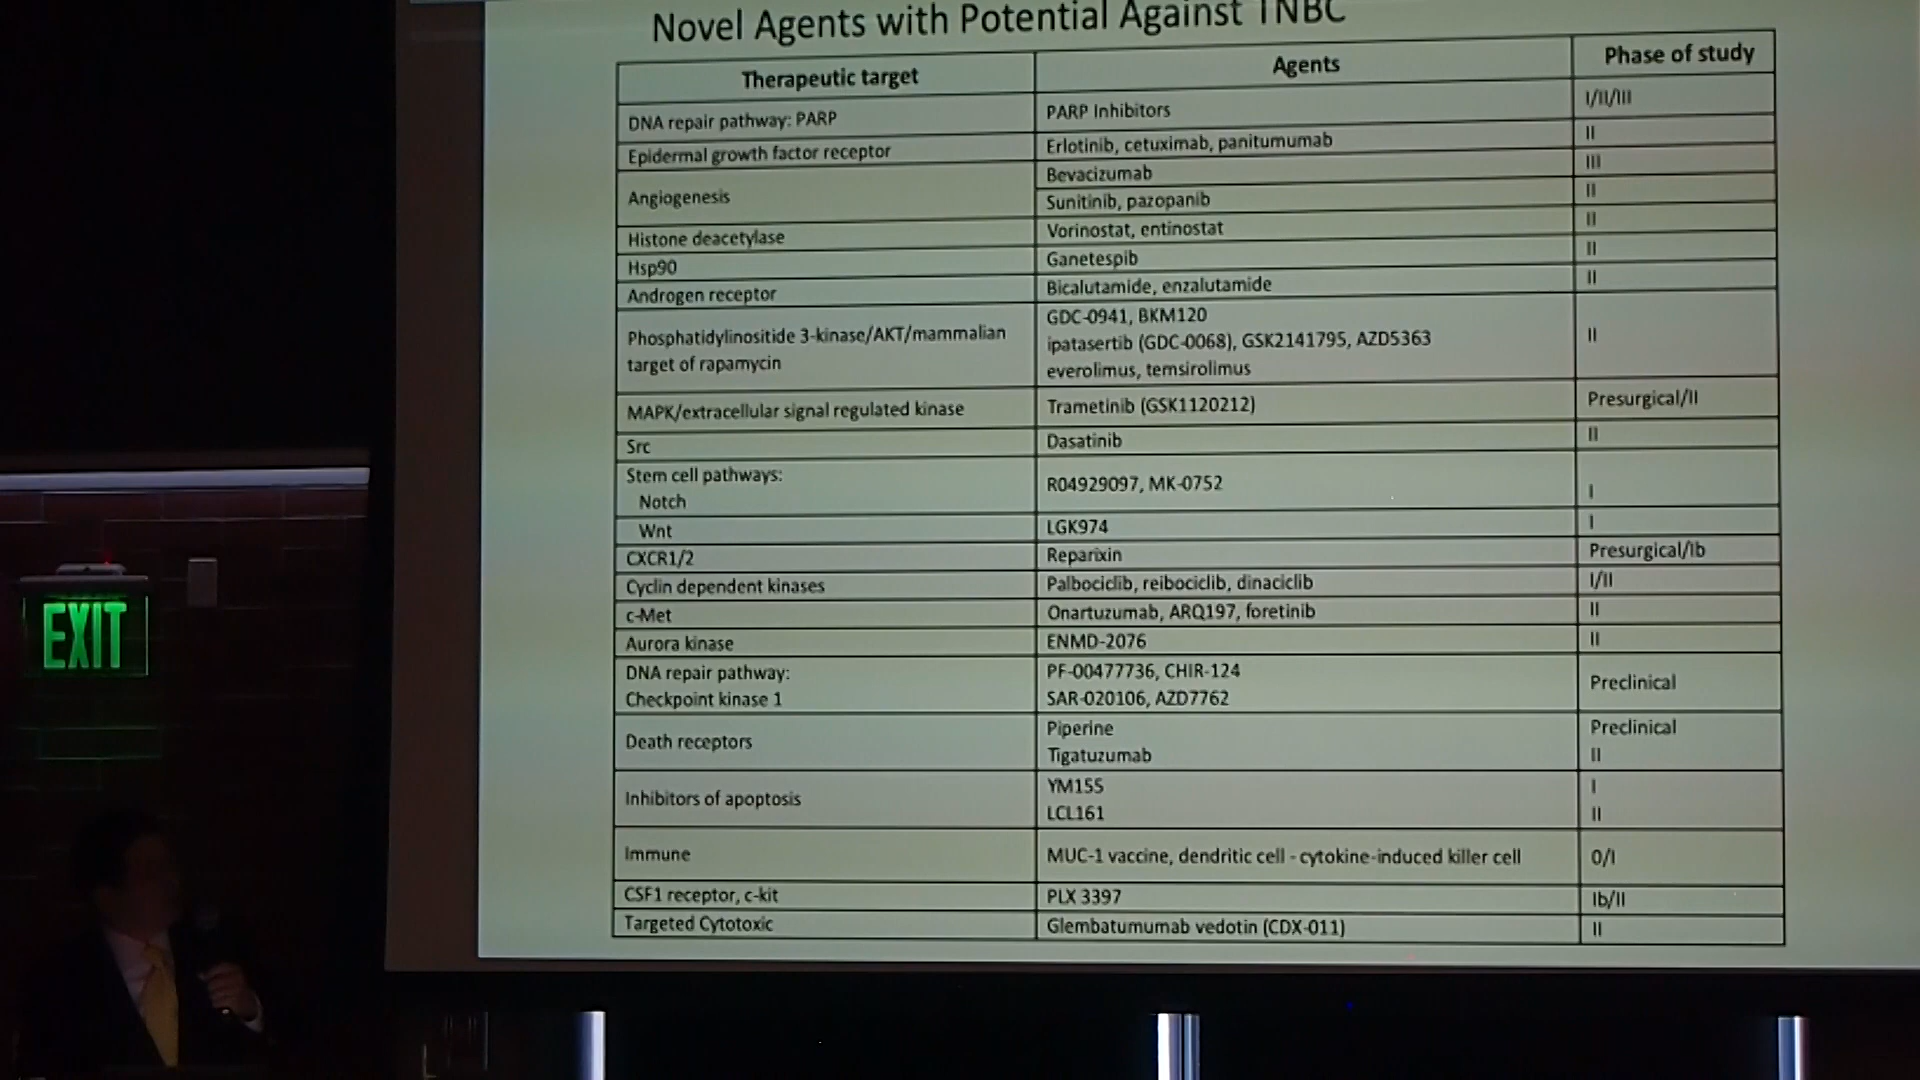 Novel Agents with Potential Against TNBC
Therapeutic target Agents Phase of study
DNA repair pathway: PARP PARP Inhibitors I/II/III
Epidermal growth factor receptor Erlotinib, cetuximab, panitumumab II
Angiogenesis Bevacizumab III
Sunitinib, pazopanib II
Histone deacetylase Vorinostat, entinostat II
Hsp90 Ganetespib II
Androgen receptor Bicalutamide, enzalutamide II
Phosphatidylinositide 3-kinase/AKT/mammalian
target of rapamycin
GDC-0941, BKM120
ipatasertib (GDC-0068), GSK2141795, AZD5363
everolimus, temsirolimus
II
MAPK/extracellular signal regulated kinase Trametinib (GSK1120212) Presurgical/II
Src Dasatinib II
Stem cell pathways:
Notch
R04929097, MK-0752
I
Wnt LGK974 I
CXCR1/2 Reparixin Presurgical/Ib
Cyclin dependent kinases Palbociclib, reibociclib, dinaciclib I/II
c-Met Onartuzumab, ARQ197, foretinib II
Aurora kinase ENMD-2076 II
DNA repair pathway:
Checkpoint kinase 1
PF-00477736, CHIR-124
SAR-020106, AZD7762
Preclinical
Death receptors
Piperine Preclinical
Tigatuzumab II
Inhibitors of apoptosis
YM155 I
LCL161 II
Immune MUC-1 vaccine, dendritic cell - cytokine-induced killer cell 0/I
CSF1 receptor, c-kit PLX 3397 Ib/II
Targeted Cytotoxic Glembatumumab vedotin (CDX-011) II
EXIT